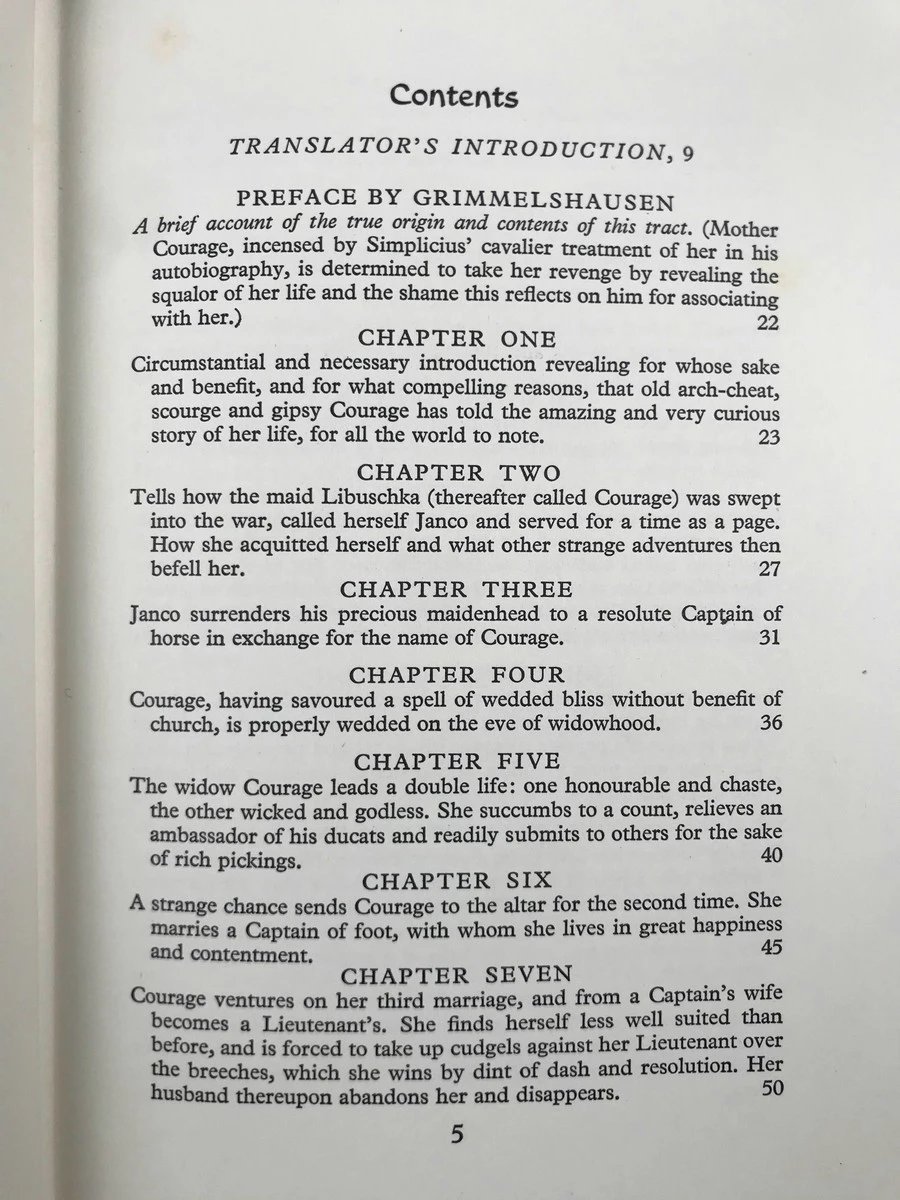 Contents
TRANSLATOR'S INTRODUCTION, 9
PREFACE BY GRIMMELSHAUSEN
A brief account of the true origin and contents of this tract. (Mother
Courage, incensed by Simplicius' cavalier treatment of her in his
autobiography, is determined to take her revenge by revealing the
squalor of her life and the shame this reflects on him for associating
with her.) 22
CHAPTER ONE
Circumstantial and necessary introduction revealing for whose sake
and benefit, and for what compelling reasons, that old arch-cheat,
scourge and gipsy Courage has told the amazing and very curious
story of her life, for all the world to note. 23
CHAPTER TWO
Tells how the maid Libuschka (thereafter called Courage) was swept
into the war, called herself Janco and served for a time as a page.
How she acquitted herself and what other strange adventures then
befell her. 27
CHAPTER THREE
Janco surrenders his precious maidenhead to a resolute Captain of
horse in exchange for the name of Courage. 31
CHAPTER FOUR
Courage, having savoured a spell of wedded bliss without benefit of
church, is properly wedded on the eve of widowhood. 36
CHAPTER FIVE
The widow Courage leads a double life: one honourable and chaste,
the other wicked and godless. She succumbs to a count, relieves an
ambassador of his ducats and readily submits to others for the sake
of rich pickings. 40
CHAPTER SIX
A strange chance sends Courage to the altar for the second time. She
marries a Captain of foot, with whom she lives in great happiness
and contentment. 45
CHAPTER SEVEN
Courage ventures on her third marriage, and from a Captain's wife
becomes a Lieutenant's. She finds herself less well suited than
before, and is forced to take up cudgels against her Lieutenant over
the breeches, which she wins by dint of dash and resolution. Her
husband thereupon abandons her and disappears. 50
5